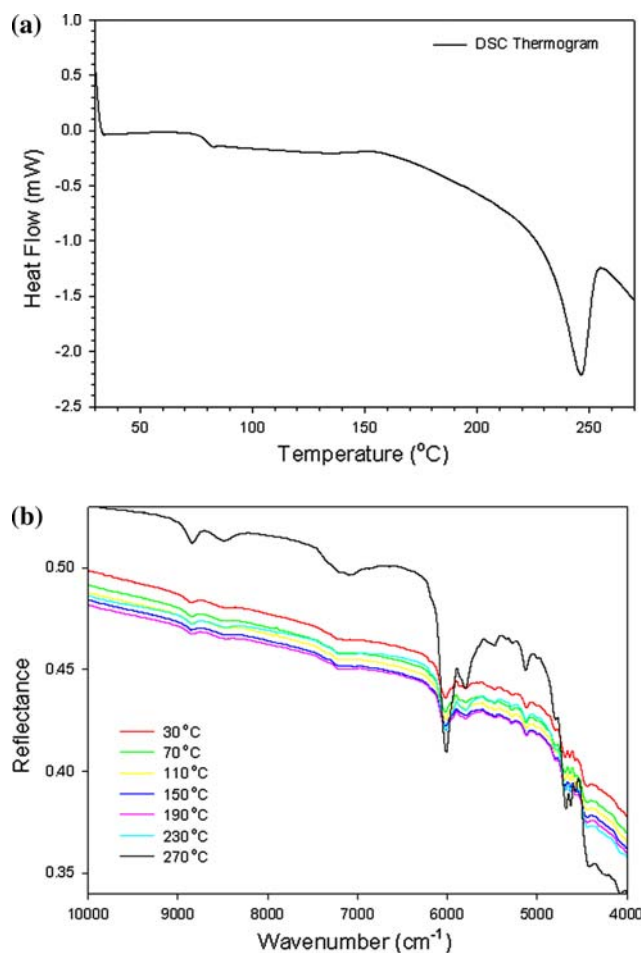 (a)
DSC Thermogram
1.0
0.5
0.0
-0.5
-1.0
-1.5
-2.0
-2.5
Heat Flow (mW)
50
100
150
200
250
Temperature (°C)
(b)
0.50
0.45
0.40
0.35
Reflectance
30°C
70°C
110°C
150°C
190°C
230°C
270°C
10000
9000
8000
7000
6000
5000
4000
Wavenumber (cm⁻¹)